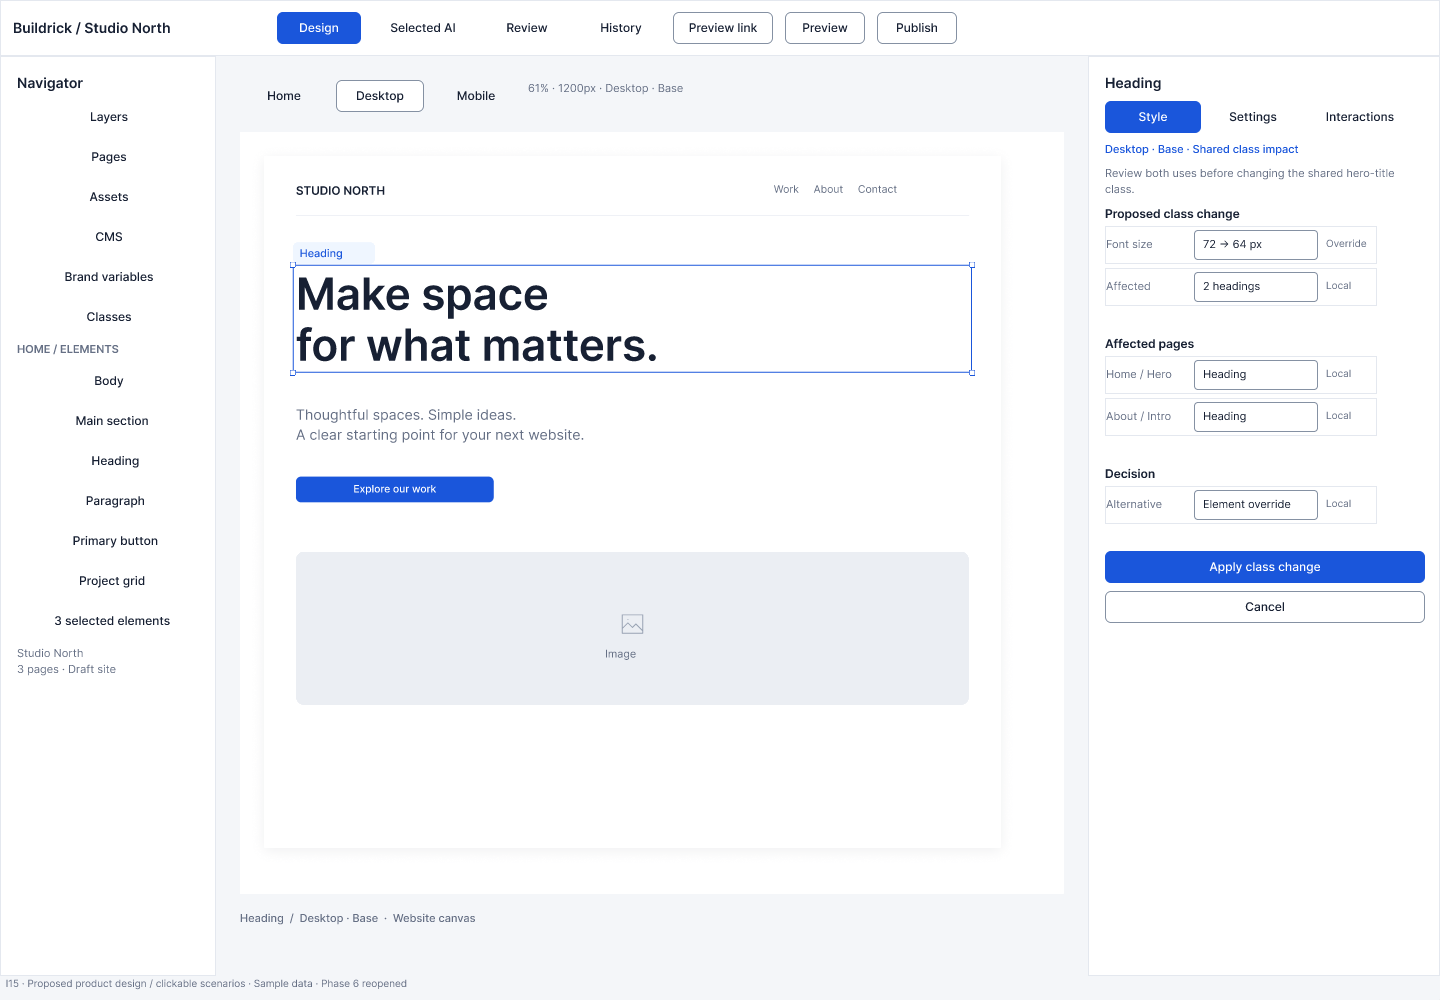 Buildrick / Studio North
Design
Selected AI
Review
History
Preview link
Preview
Publish
Navigator
Layers
Pages
Assets
CMS
Brand variables
Classes
HOME / ELEMENTS
Body
Main section
Heading
Paragraph
Primary button
Project grid
3 selected elements
Studio North
3 pages · Draft site
Home
Desktop
Mobile
61% · 1200px · Desktop · Base
STUDIO NORTH
Work
About
Contact
Heading
Make space
for what matters.
Thoughtful spaces. Simple ideas.
A clear starting point for your next website.
Explore our work
Image
Heading / Desktop · Base · Website canvas
Heading
Style
Settings
Interactions
Desktop · Base · Shared class impact
Review both uses before changing the shared hero-title
class.
Proposed class change
Font size
72 → 64 px
Override
Affected
2 headings
Local
Affected pages
Home / Hero
Heading
Local
About / Intro
Heading
Local
Decision
Alternative
Element override
Local
Apply class change
Cancel
I15 · Proposed product design / clickable scenarios · Sample data · Phase 6 reopened